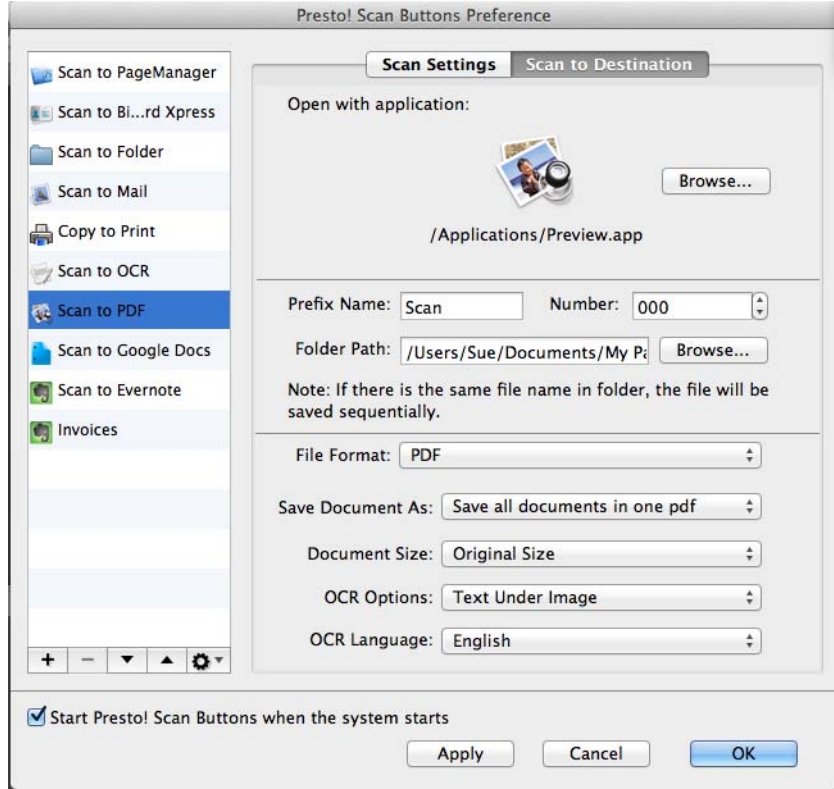 Presto! Scan Buttons Preference
Scan to PageManager
Scan to Bi...rd Xpress
Scan to Folder
Scan to Mail
Copy to Print
Scan to OCR
Scan to PDF
Scan to Google Docs
Scan to Evernote
Invoices
Scan Settings Scan to Destination
Open with application:
Browse...
/Applications/Preview.app
Prefix Name: Scan Number: 000
Folder Path: /Users/Sue/Documents/My Pa Browse...
Note: If there is the same file name in folder, the file will be
saved sequentially.
File Format: PDF
Save Document As: Save all documents in one pdf
Document Size: Original Size
OCR Options: Text Under Image
OCR Language: English
Start Presto! Scan Buttons when the system starts
Apply Cancel OK